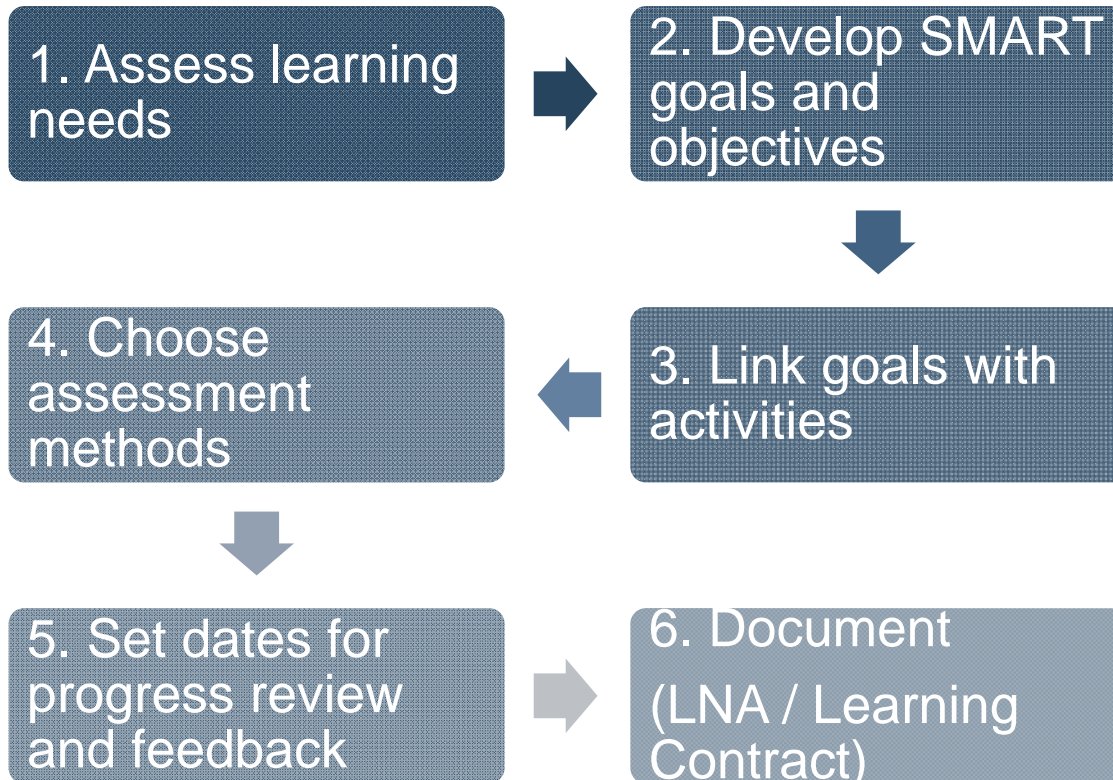 1. Assess learning
needs
2. Develop SMART
goals and
objectives
3. Link goals with
activities
4. Choose
assessment
methods
5. Set dates for
progress review
and feedback
6. Document
(LNA / Learning
Contract)